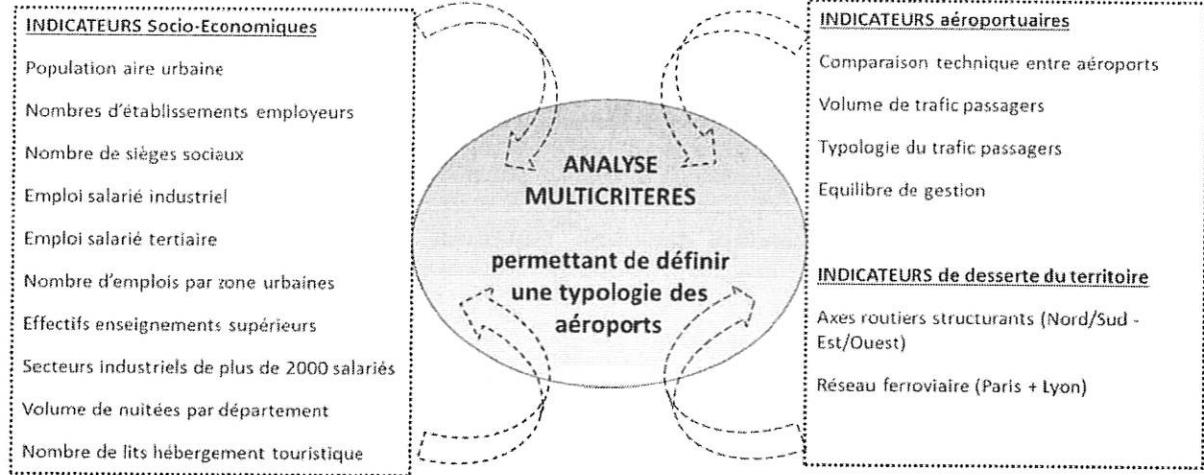 INDICATEURS Socio-Economiques
Population aire urbaine
Nombres d'établissements employeurs
Nombre de sièges sociaux
Emploi salarié industriel
Emploi salarié tertiaire
Nombre d'emplois par zone urbaines
Effectifs enseignements supérieurs
Secteurs industriels de plus de 2000 salariés
Volume de nuitées par département
Nombre de lits hébergement touristique
ANALYSE
MULTICRITERES
permettant de définir
une typologie des
aéroports
INDICATEURS aéroportuaires
Comparaison technique entre aéroports
Volume de trafic passagers
Typologie du trafic passagers
Equilibre de gestion
INDICATEURS de desserte du territoire
Axes routiers structurants (Nord/Sud -
Est/Ouest)
Réseau ferroviaire (Paris + Lyon)